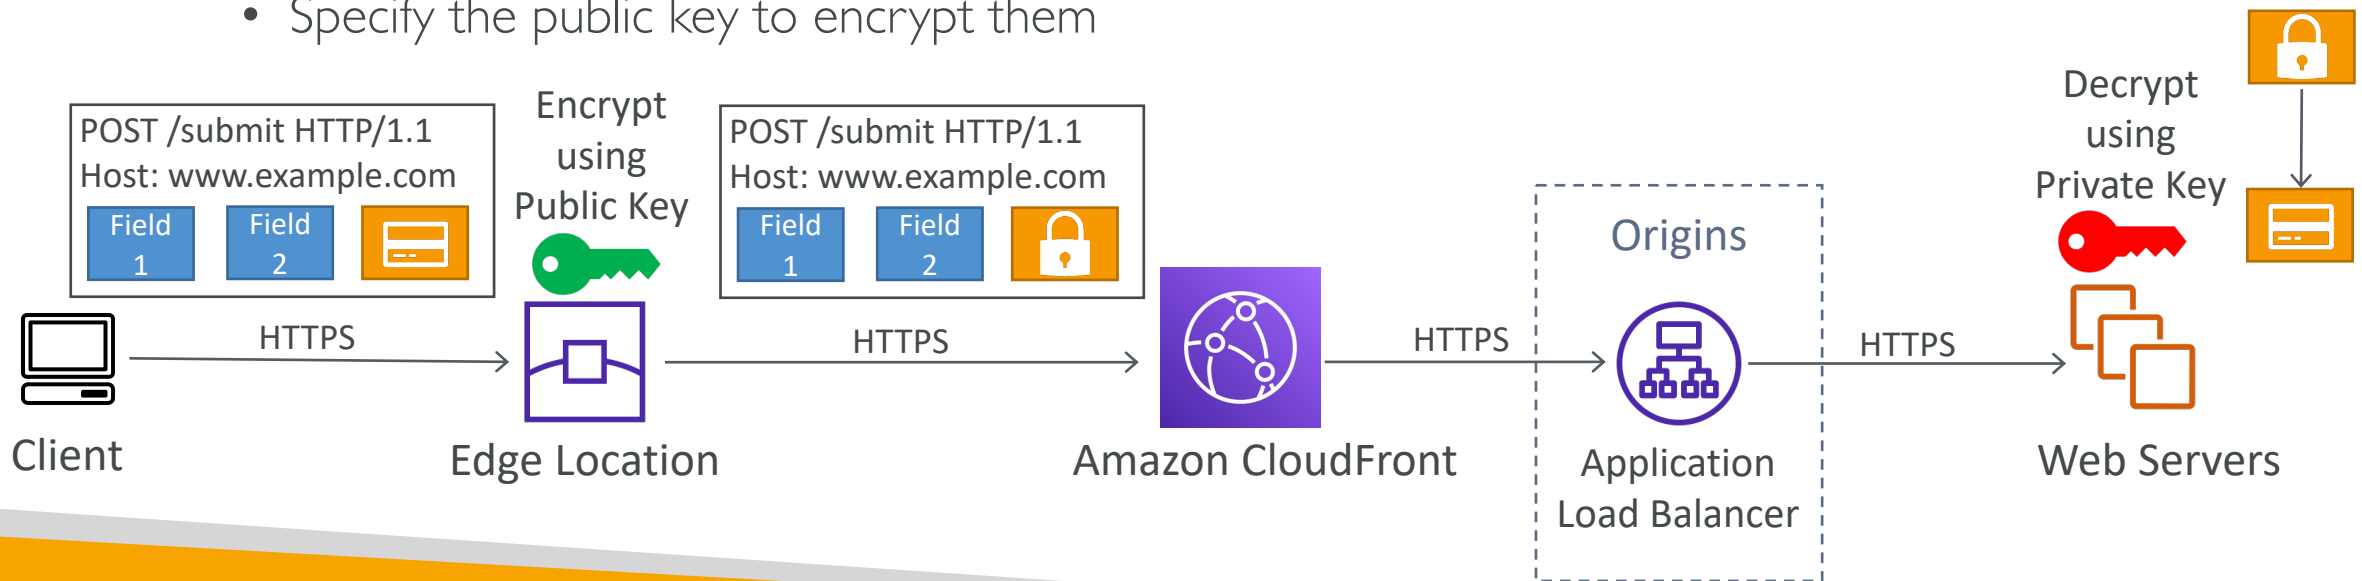 • Specify the public key to encrypt them
POST /submit HTTP/1.1
Host: www.example.com
Field
1
Field
2
Encrypt
using
Public Key
POST /submit HTTP/1.1
Host: www.example.com
Field
1
Field
2
Origins
Decrypt
using
Private Key
HTTPS
HTTPS
HTTPS
HTTPS
Client
Edge Location
Amazon CloudFront
Application
Load Balancer
Web Servers